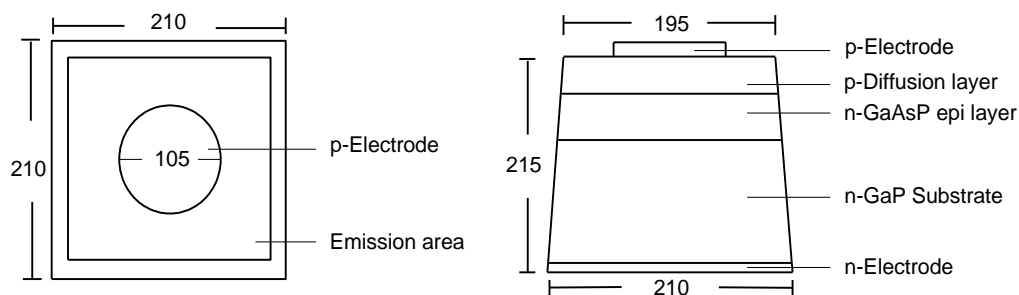 210
210
105
p-Electrode
Emission area
195
215
p-Electrode
p-Diffusion layer
n-GaAsP epi layer
n-GaP Substrate
n-Electrode
210